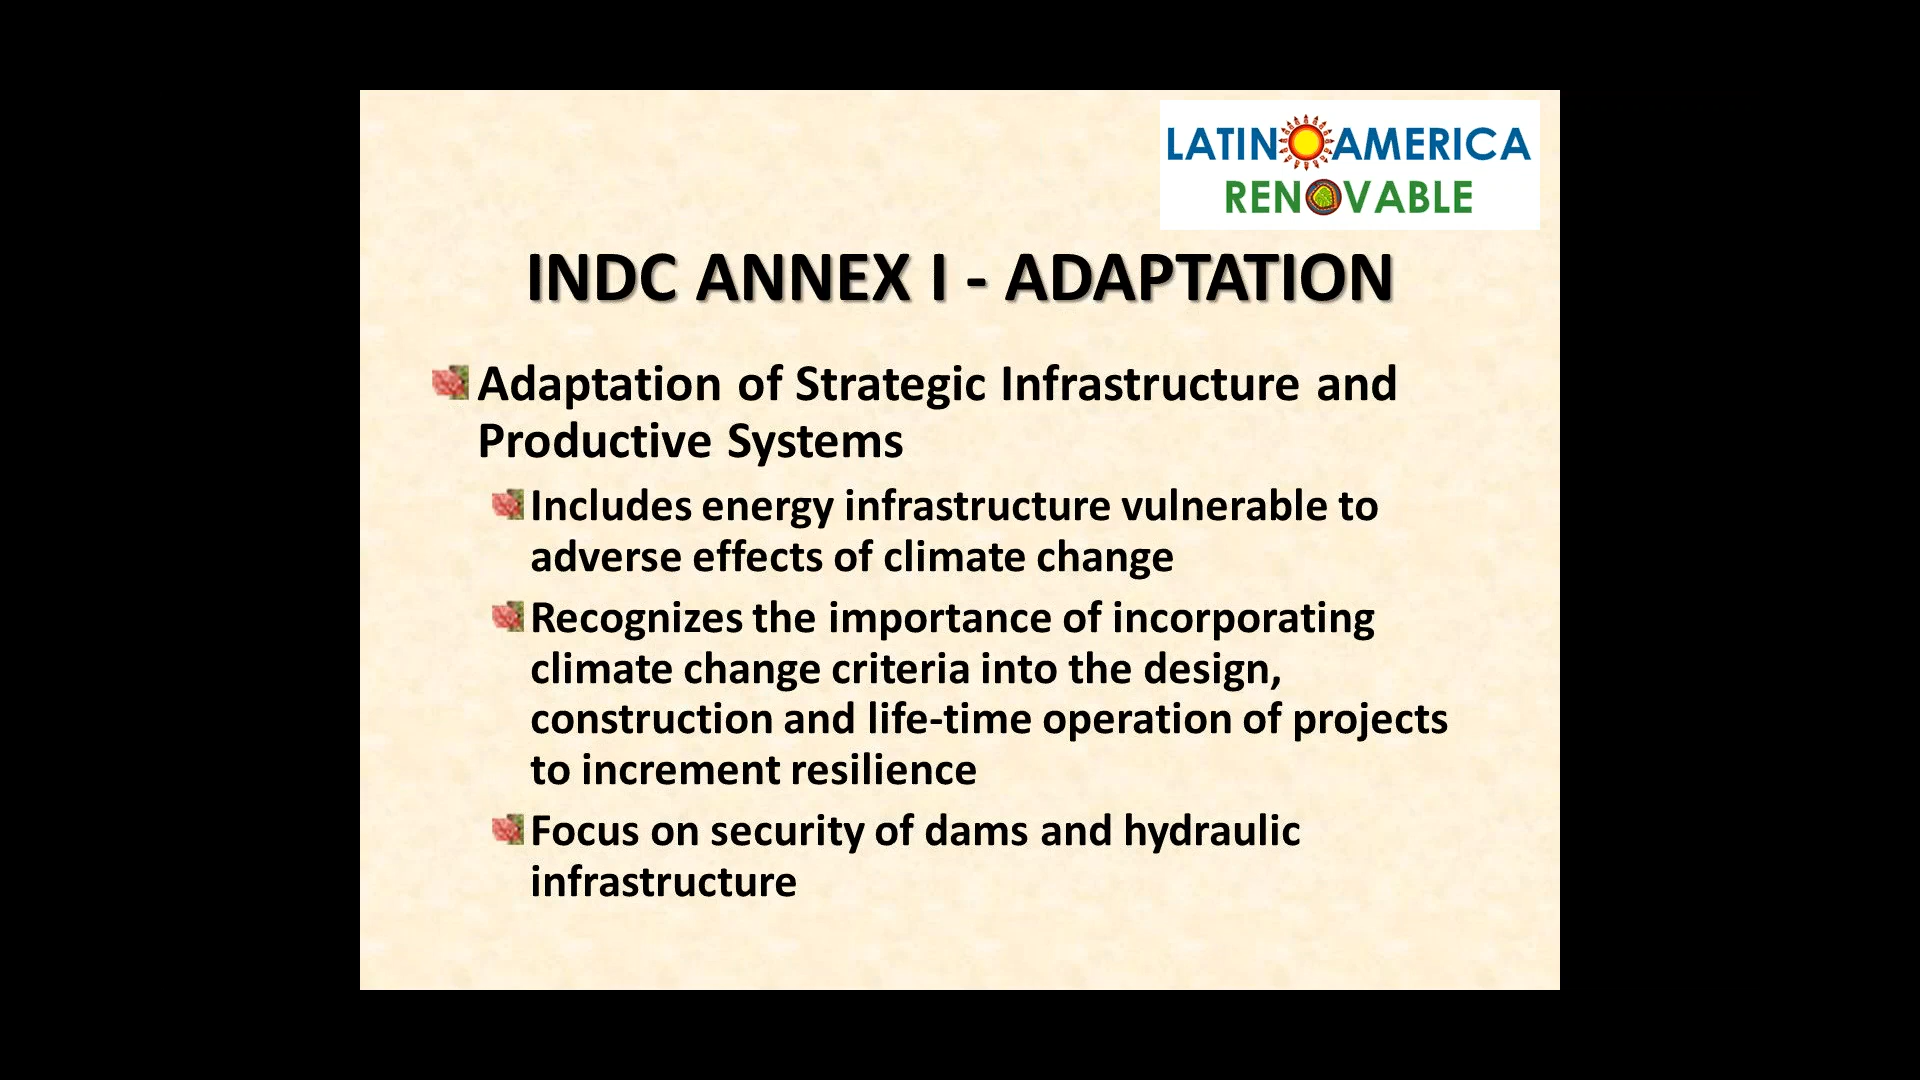 LATINOAMERICA
RENOVABLE
INDC ANNEX I - ADAPTATION
Adaptation of Strategic Infrastructure and
Productive Systems
Includes energy infrastructure vulnerable to
adverse effects of climate change
Recognizes the importance of incorporating
climate change criteria into the design,
construction and life-time operation of projects
to increment resilience
Focus on security of dams and hydraulic
infrastructure